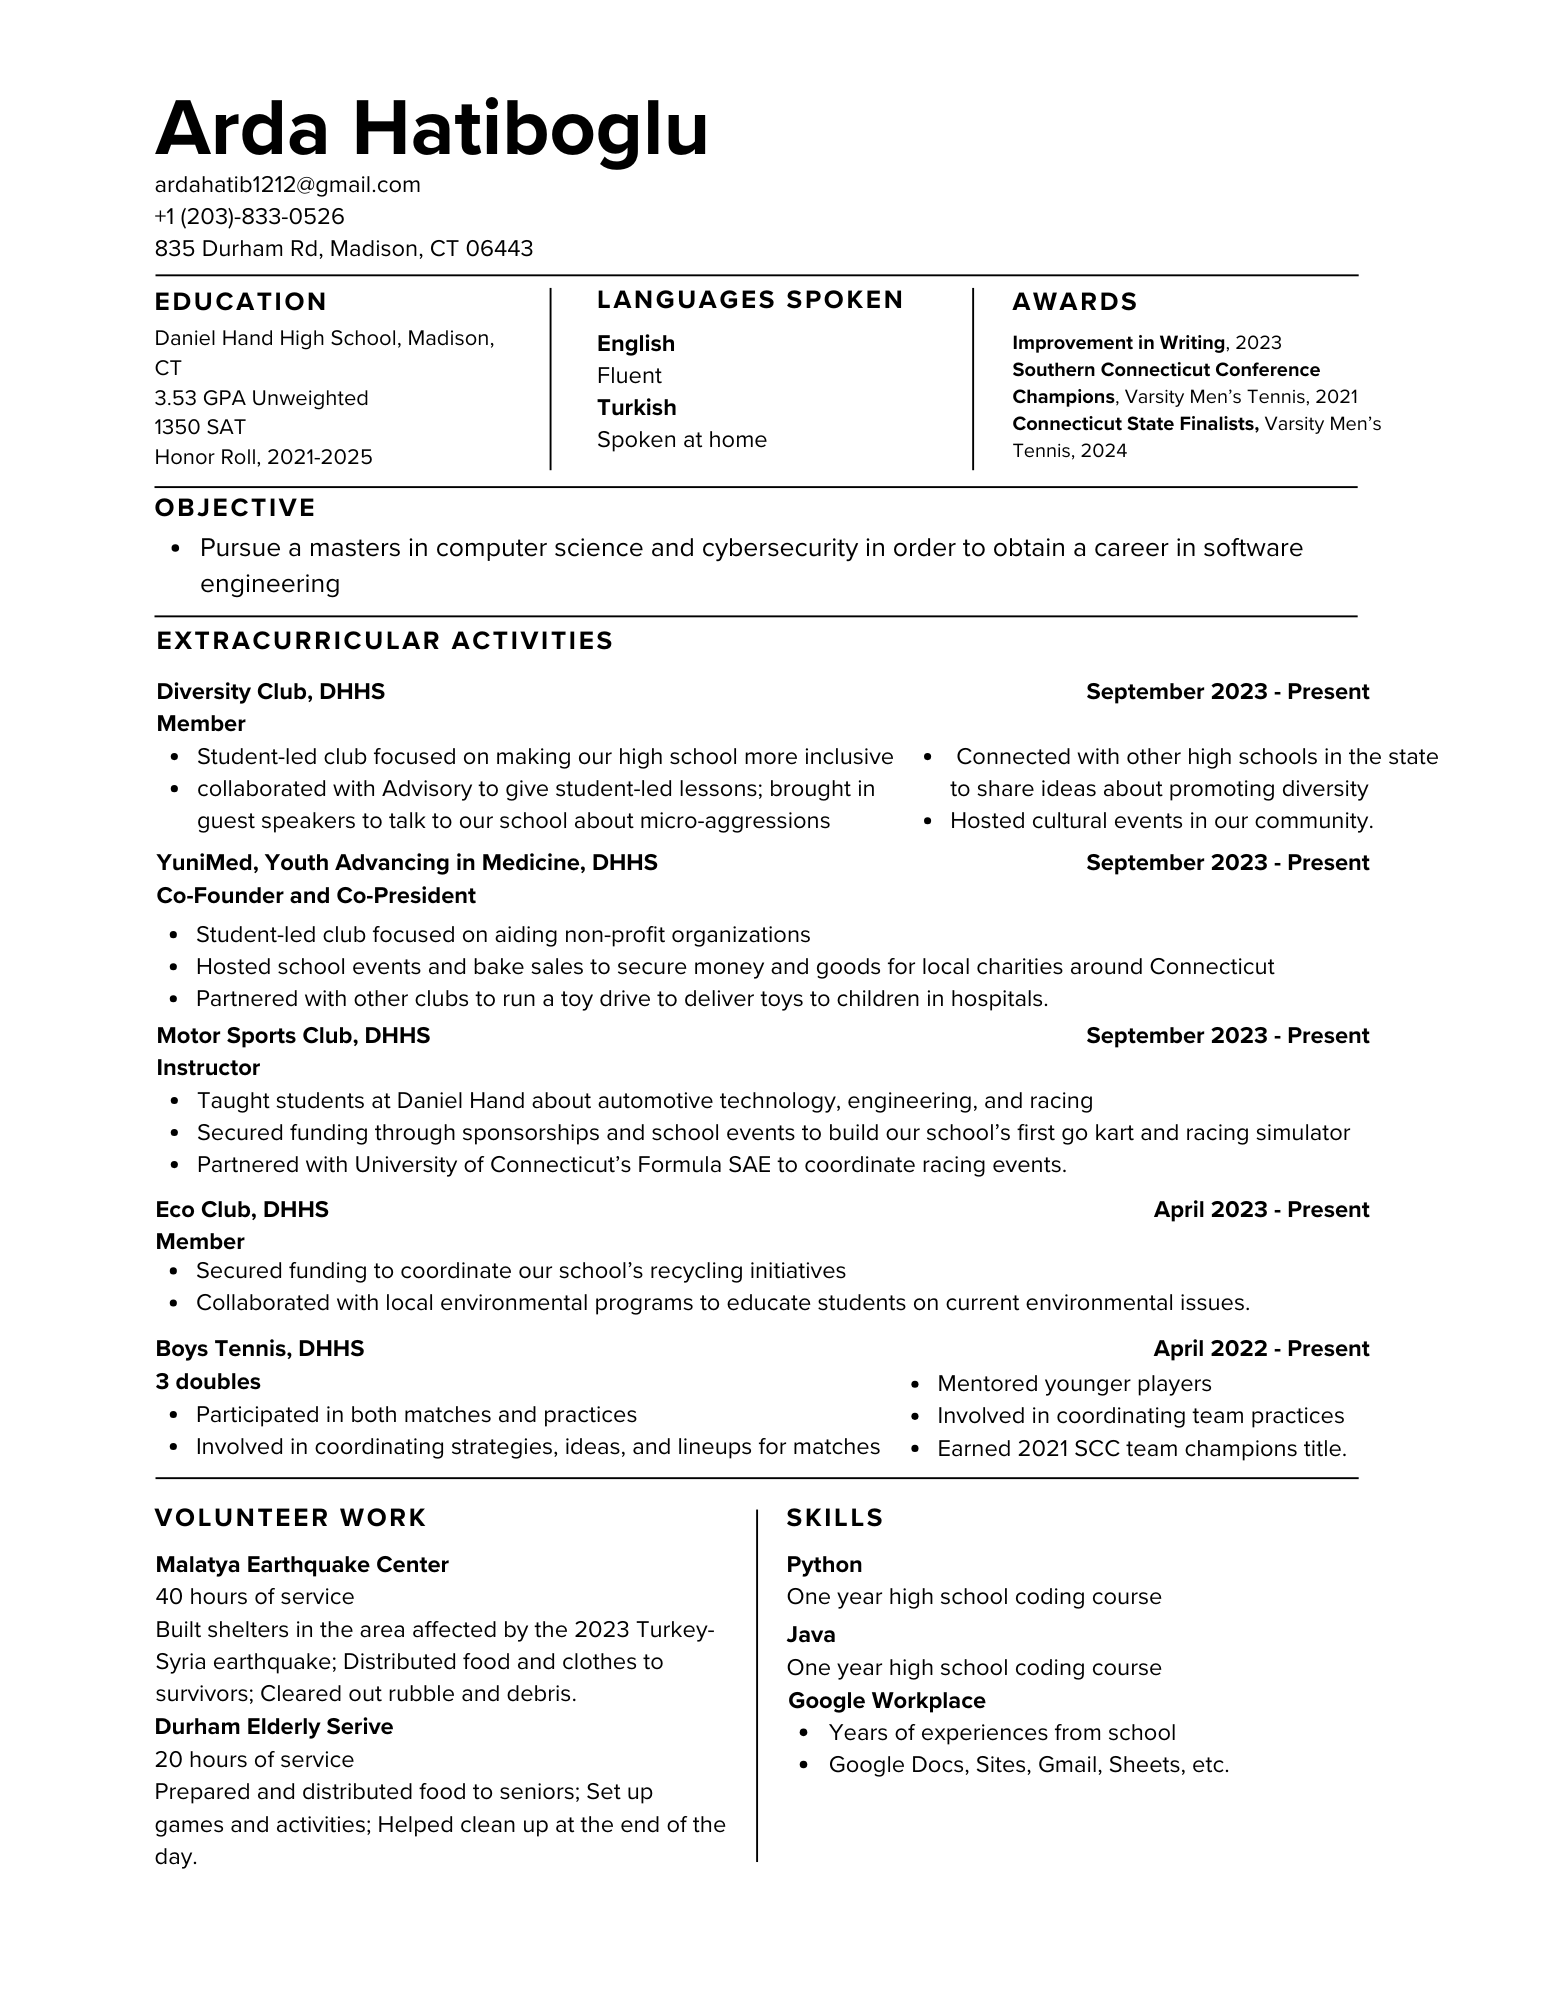 Arda Hatiboglu
ardahatib1212@gmail.com
+1 (203)-833-0526
835 Durham Rd, Madison, CT 06443
EDUCATION
Daniel Hand High School, Madison,
CT
3.53 GPA Unweighted
1350 SAT
Honor Roll, 2021-2025
LANGUAGES SPOKEN
English
Fluent
Turkish
Spoken at home
AWARDS
Improvement in Writing, 2023
Southern Connecticut Conference
Champions, Varsity Men's Tennis, 2021
Connecticut State Finalists, Varsity Men's
Tennis, 2024
OBJECTIVE
• Pursue a masters in computer science and cybersecurity in order to obtain a career in software
engineering
EXTRACURRICULAR ACTIVITIES
Diversity Club, DHHS September 2023 - Present
Member
• Student-led club focused on making our high school more inclusive
• collaborated with Advisory to give student-led lessons; brought in
guest speakers to talk to our school about micro-aggressions
• Connected with other high schools in the state
to share ideas about promoting diversity
• Hosted cultural events in our community.
YuniMed, Youth Advancing in Medicine, DHHS September 2023 - Present
Co-Founder and Co-President
• Student-led club focused on aiding non-profit organizations
• Hosted school events and bake sales to secure money and goods for local charities around Connecticut
• Partnered with other clubs to run a toy drive to deliver toys to children in hospitals.
Motor Sports Club, DHHS September 2023 - Present
Instructor
• Taught students at Daniel Hand about automotive technology, engineering, and racing
• Secured funding through sponsorships and school events to build our school's first go kart and racing simulator
• Partnered with University of Connecticut's Formula SAE to coordinate racing events.
Eco Club, DHHS April 2023 - Present
Member
• Secured funding to coordinate our school's recycling initiatives
• Collaborated with local environmental programs to educate students on current environmental issues.
Boys Tennis, DHHS April 2022 - Present
3 doubles
• Participated in both matches and practices
• Involved in coordinating strategies, ideas, and lineups for matches
• Mentored younger players
• Involved in coordinating team practices
• Earned 2021 SCC team champions title.
VOLUNTEER WORK
Malatya Earthquake Center
40 hours of service
Built shelters in the area affected by the 2023 Turkey-
Syria earthquake; Distributed food and clothes to
survivors; Cleared out rubble and debris.
Durham Elderly Serive
20 hours of service
Prepared and distributed food to seniors; Set up
games and activities; Helped clean up at the end of the
day.
SKILLS
Python
One year high school coding course
Java
One year high school coding course
Google Workplace
• Years of experiences from school
• Google Docs, Sites, Gmail, Sheets, etc.